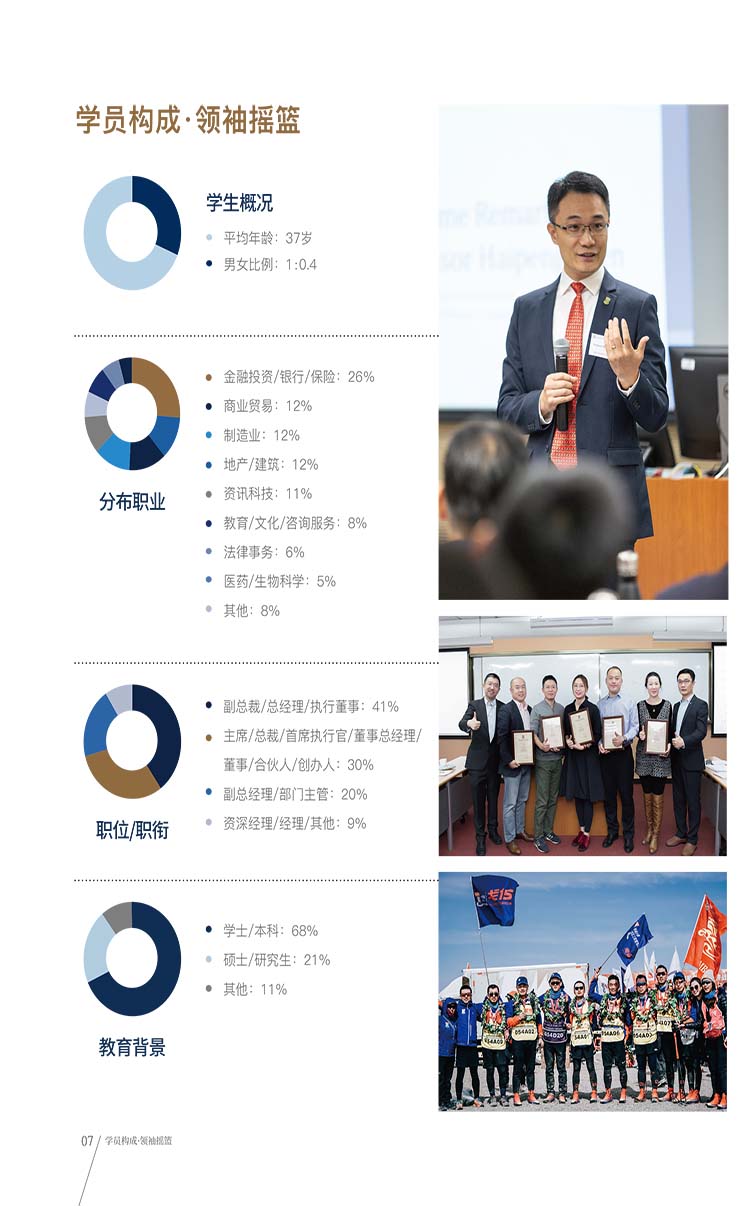 学员构成·领袖摇篮
学生概况
平均年龄：37岁
男女比例：1:0.4
金融投资/银行/保险：26%
商业贸易：12%
制造业：12%
地产/建筑：12%
资讯科技：11%
教育/文化/咨询服务：8%
法律事务：6%
医药/生物科学：5%
其他：8%
分布职业
副总裁/总经理/执行董事：41%
主席/总裁/首席执行官/董事总经理/
董事/合伙人/创办人：30%
副总经理/部门主管：20%
资深经理/经理/其他：9%
职位/职衔
学士/本科：68%
硕士/研究生：21%
其他：11%
教育背景
戈15
054A02
054D20
054A06
07/ 学员构成·领袖摇篮